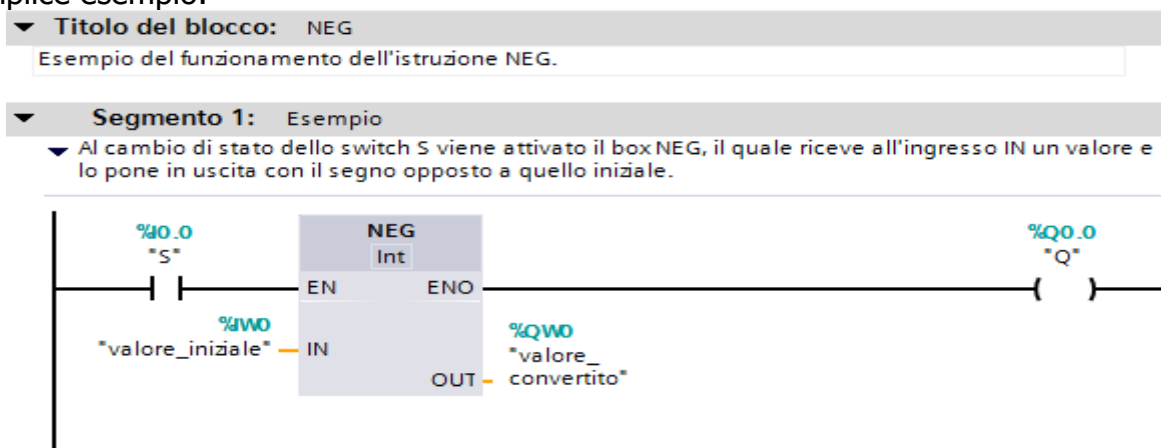 plice esempio.
Titolo del blocco: NEG
Esempio del funzionamento dell'istruzione NEG.
Segmento 1: Esempio
Al cambio di stato dello switch S viene attivato il box NEG, il quale riceve all'ingresso IN un valore e
lo pone in uscita con il segno opposto a quello iniziale.
%I0.0
"S"
NEG
Int
%Q0.0
"Q"
EN ENO
%IW0
"valore_iniziale"
IN
%QW0
"valore_
convertito"
OUT